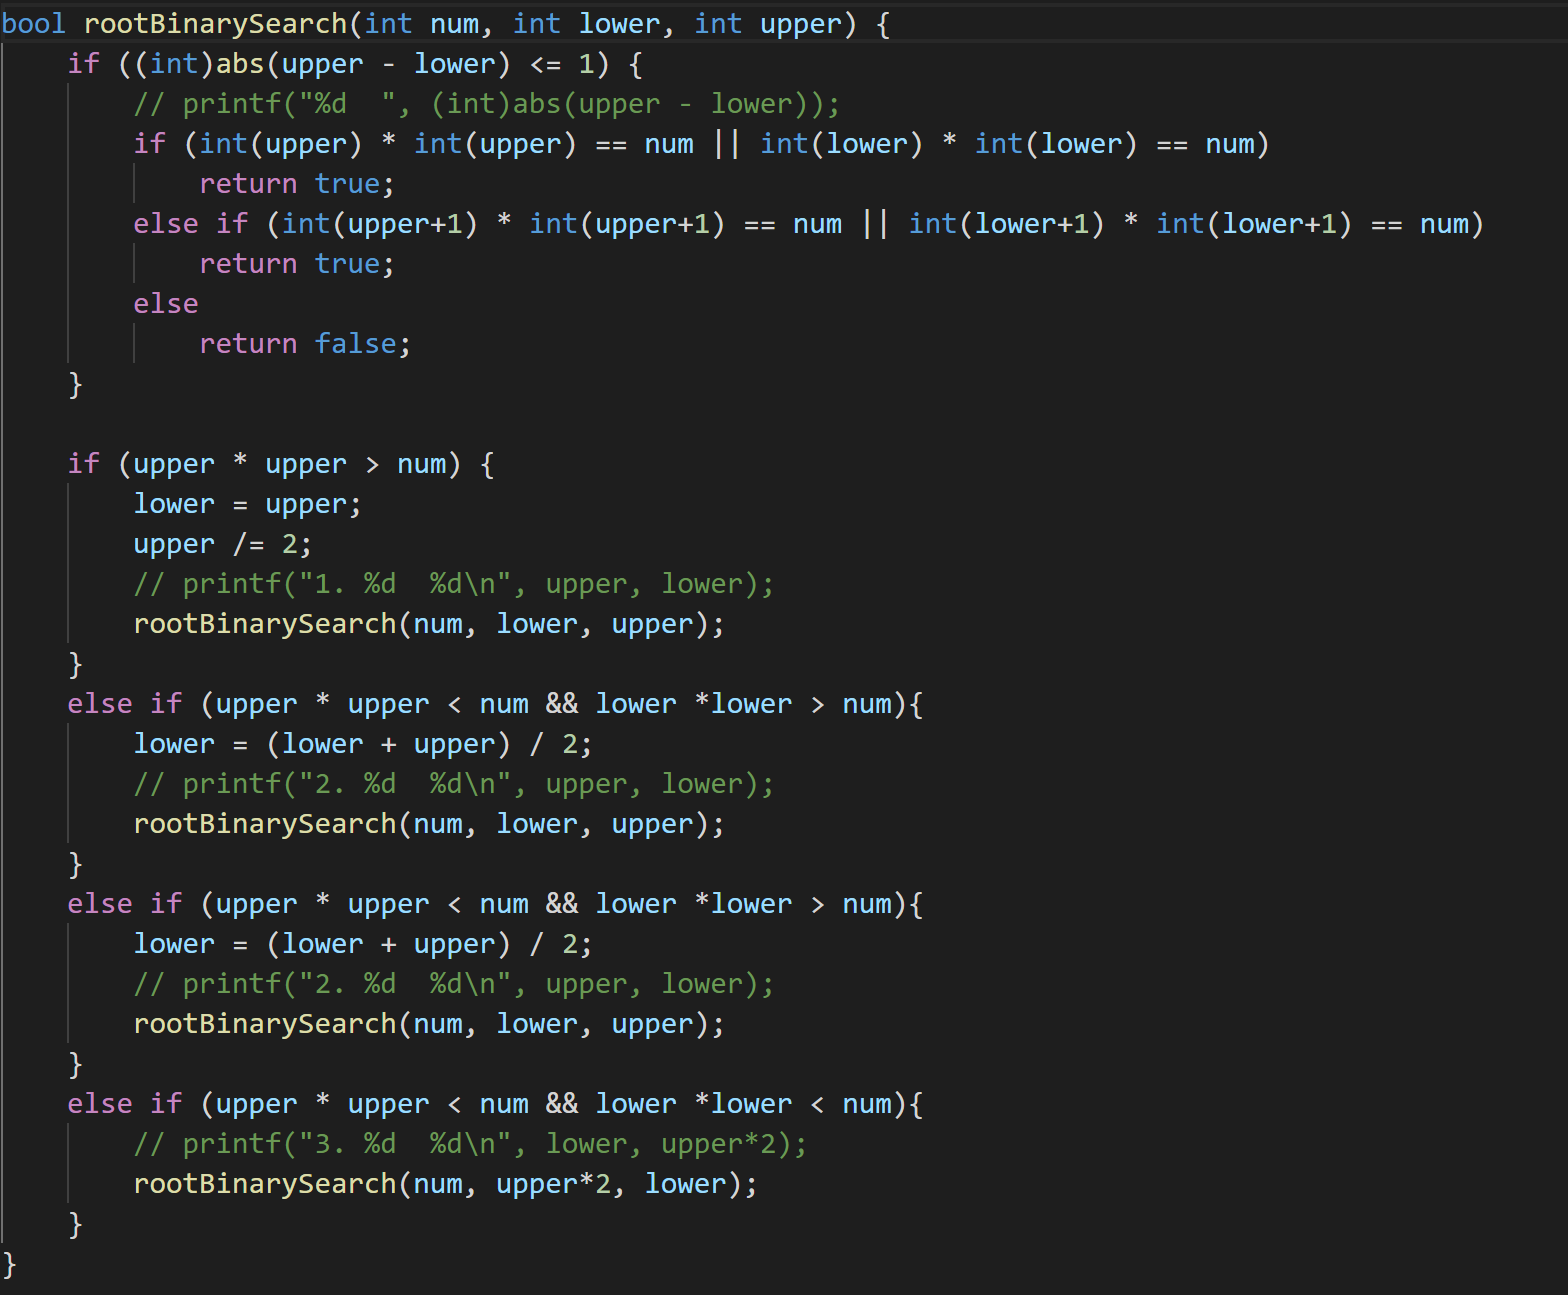 bool rootBinarySearch(int num, int lower, int upper) {
    if ((int)abs(upper - lower) <= 1) {
        // printf("%d  ", (int)abs(upper - lower));
        if (int(upper) * int(upper) == num || int(lower) * int(lower) == num)
            return true;
        else if (int(upper+1) * int(upper+1) == num || int(lower+1) * int(lower+1) == num)
            return true;
        else
            return false;
    }

    if (upper * upper > num) {
        lower = upper;
        upper /= 2;
        // printf("1. %d  %d\n", upper, lower);
        rootBinarySearch(num, lower, upper);
    }
    else if (upper * upper < num && lower *lower > num){
        lower = (lower + upper) / 2;
        // printf("2. %d  %d\n", upper, lower);
        rootBinarySearch(num, lower, upper);
    }
    else if (upper * upper < num && lower *lower > num){
        lower = (lower + upper) / 2;
        // printf("2. %d  %d\n", upper, lower);
        rootBinarySearch(num, lower, upper);
    }
    else if (upper * upper < num && lower *lower < num){
        // printf("3. %d  %d\n", lower, upper*2);
        rootBinarySearch(num, upper*2, lower);
    }
}